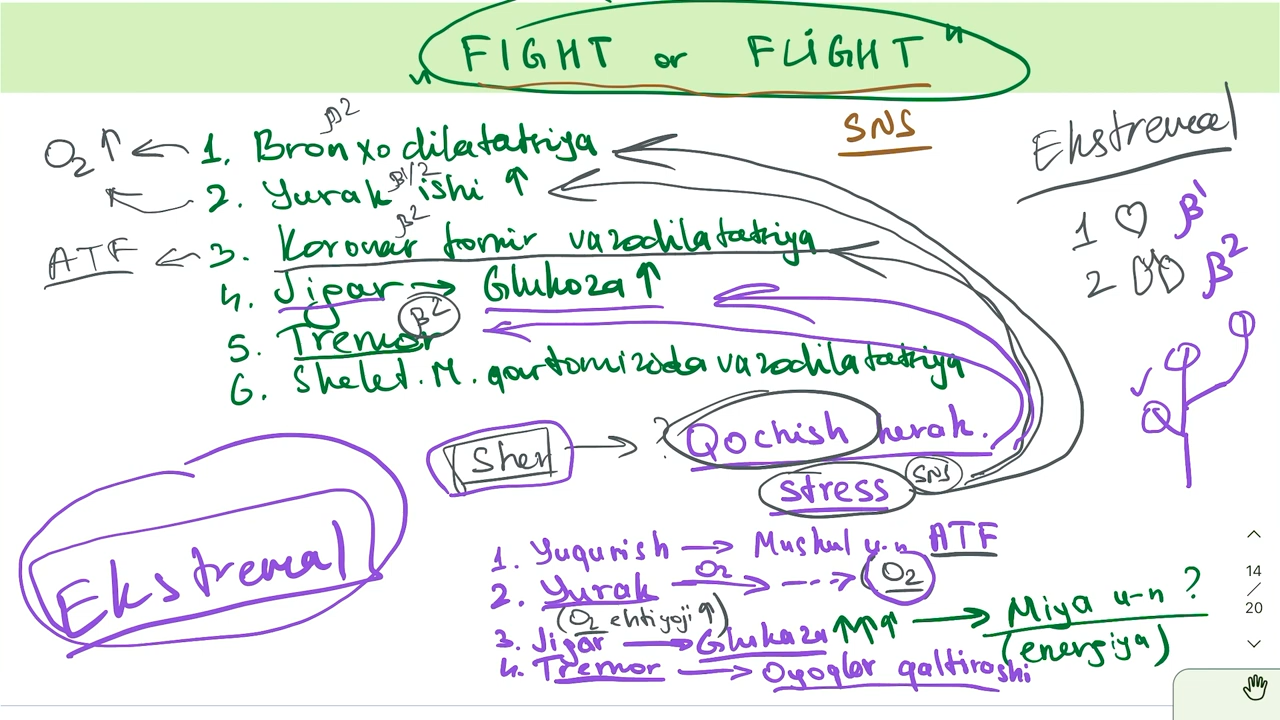 "FIGHT or FLiGHT"
SNS
Ekstremal
O₂ ↑ ← 1. Bronxodilatatsiya β2
← 2. Yurak ishi ↑ β1/2
ATF ← 3. Koronar tomir vazodilatatsiya β2
4. Jigar → Glukoza ↑
5. Tremor β2
6. Skelet. M. qon tomirida vazodilatatsiya
1 ♡ β1
2 β2
Sher → ? Qochish kerak.
stress SNS
Ekstremal
1. Yugurish → Mushul u-n ATF
2. Yurak O₂ → --→ O₂
(O₂ ehtiyoji ↑)
3. Jigar → Glukaza ↑↑↑ → Miya u-n ?
(energiya)
4. Tremor → Oyoqlar qaltirashi
14
/
20